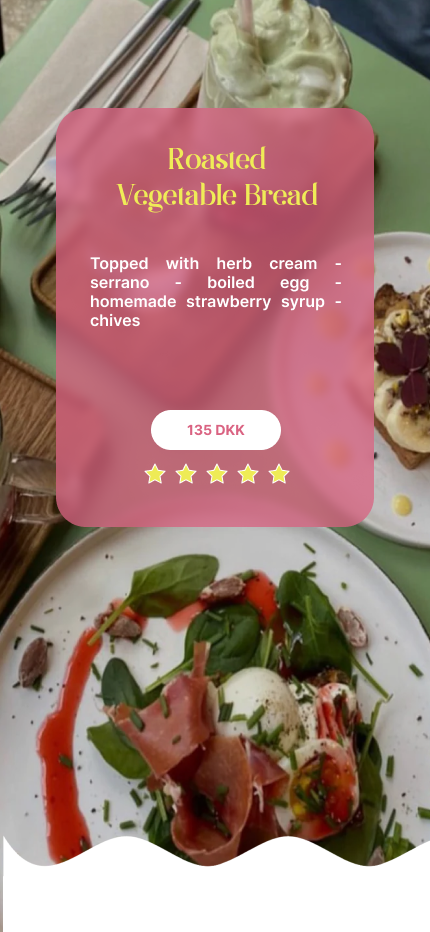 Roasted
Vegetable Bread
Topped with herb cream -
serrano - boiled egg -
homemade strawberry syrup -
chives
135 DKK